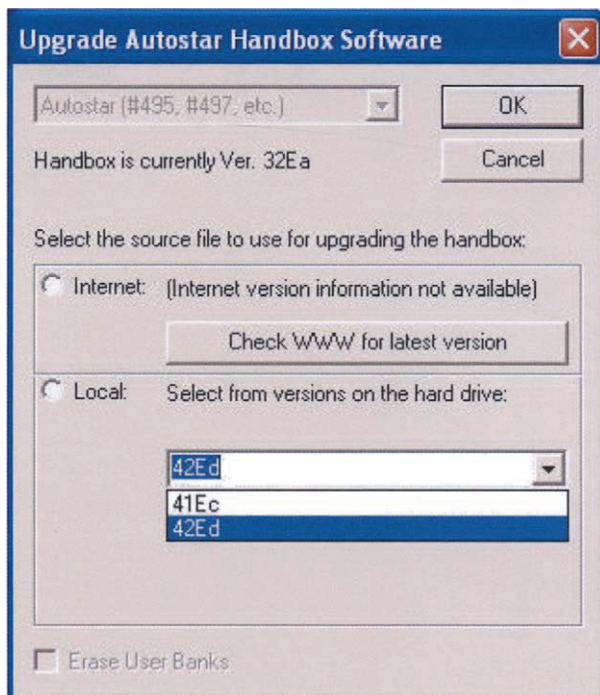 Upgrade Autostar Handbox Software
Autostar (#495, #497, etc.)
OK
Handbox is currently Ver. 32Ea
Cancel
Select the source file to use for upgrading the handbox:
Internet: (Internet version information not available)
Check WWW for latest version
Local: Select from versions on the hard drive:
42Ed
41Ec
42Ed
Erase User Banks